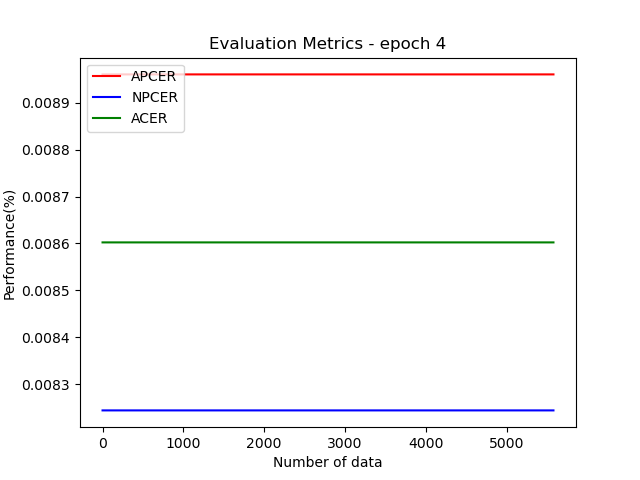 Evaluation Metrics - epoch 4
APCER
NPCER
ACER
0.0089
0.0088
0.0087
0.0086
0.0085
0.0084
0.0083
Performance(%)
0 1000 2000 3000 4000 5000
Number of data